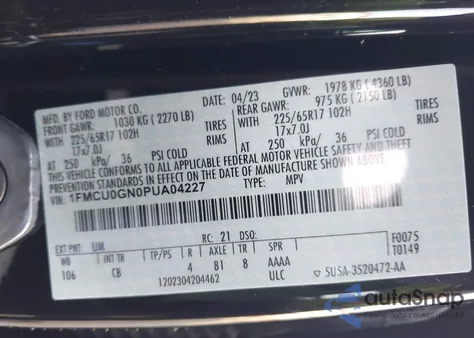 MFD. BY FORD MOTOR CO.
DATE: 04/23 GVWR: 1978 KG (4360 LB)
FRONT GAWR: 1030 KG (2270 LB) REAR GAWR: 975 KG (2150 LB)
WITH 225/65R17 102H TIRES WITH 225/65R17 102H TIRES
17x7.0J RIMS 17x7.0J RIMS
AT 250 kPa/ 36 PSI COLD AT 250 kPa/ 36 PSI COLD
THIS VEHICLE CONFORMS TO ALL APPLICABLE FEDERAL MOTOR VEHICLE SAFETY AND THEFT
PREVENTION STANDARDS IN EFFECT ON THE DATE OF MANUFACTURE SHOWN ABOVE.
VIN: 1FMCU0GN0PUA04227 TYPE: MPV
EXT PNT: UM RC: 21 DSO: F0075
WB INT TR TP/PS R AXLE TR SPR T0149
106 CB 4 81 8 AAAA
1202304204462 ULC 5U5A-3520472-AA
autoSnap